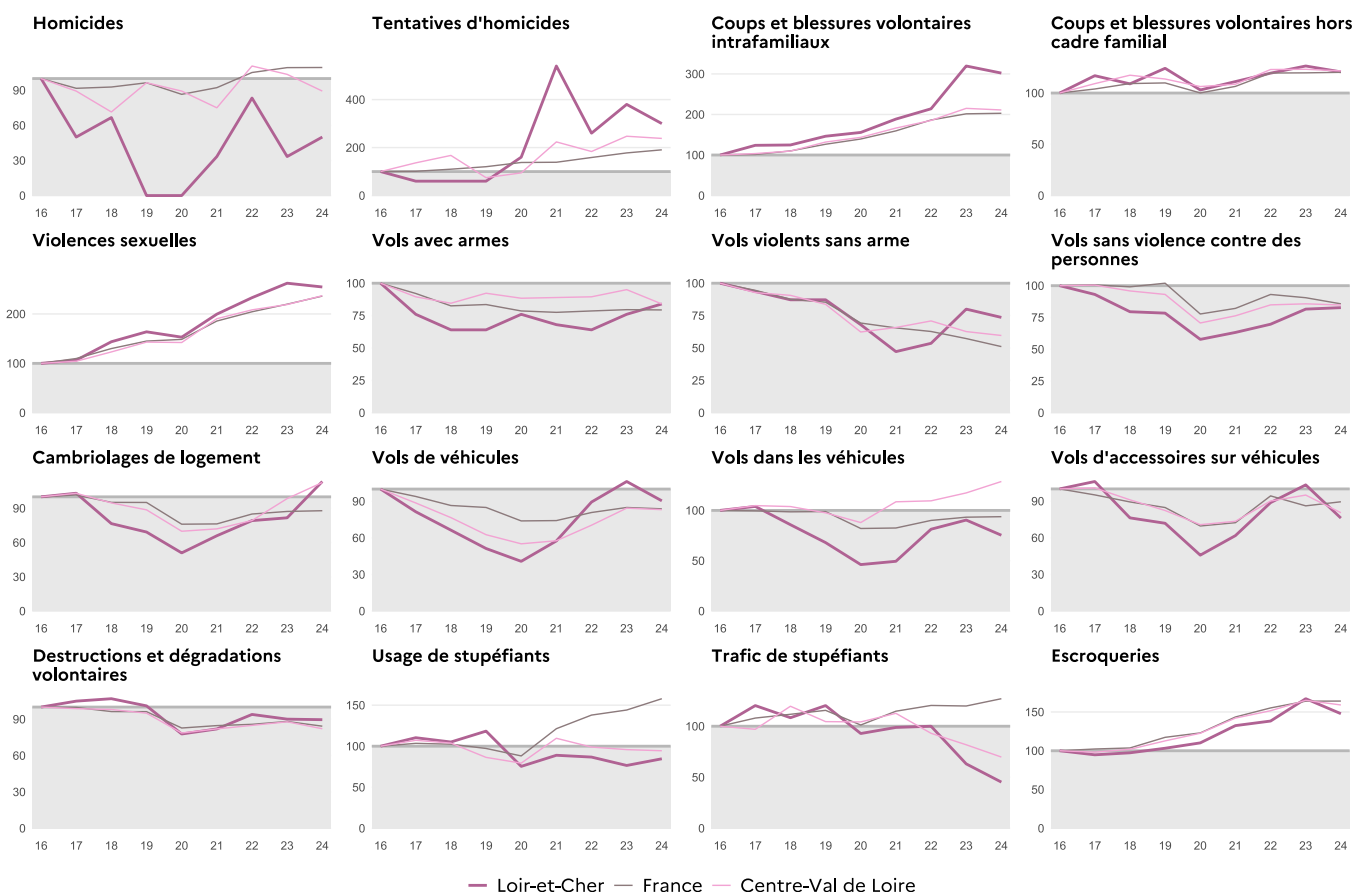 Homicides
90
60
30
0
16 17 18 19 20 21 22 23 24
Tentatives d'homicides
400
200
100
0
16 17 18 19 20 21 22 23 24
Coups et blessures volontaires
intrafamiliaux
300
200
100
0
16 17 18 19 20 21 22 23 24
Coups et blessures volontaires hors
cadre familial
100
50
0
16 17 18 19 20 21 22 23 24
Violences sexuelles
200
100
0
16 17 18 19 20 21 22 23 24
Vols avec armes
100
75
50
25
0
16 17 18 19 20 21 22 23 24
Vols violents sans arme
100
75
50
25
0
16 17 18 19 20 21 22 23 24
Vols sans violence contre des
personnes
100
75
50
25
0
16 17 18 19 20 21 22 23 24
Cambriolages de logement
90
60
30
0
16 17 18 19 20 21 22 23 24
Vols de véhicules
90
60
30
0
16 17 18 19 20 21 22 23 24
Vols dans les véhicules
100
50
0
16 17 18 19 20 21 22 23 24
Vols d'accessoires sur véhicules
90
60
30
0
16 17 18 19 20 21 22 23 24
Destructions et dégradations
volontaires
90
60
30
0
16 17 18 19 20 21 22 23 24
Usage de stupéfiants
150
100
50
0
16 17 18 19 20 21 22 23 24
Trafic de stupéfiants
100
50
0
16 17 18 19 20 21 22 23 24
Escroqueries
150
100
50
0
16 17 18 19 20 21 22 23 24
Loir-et-Cher France Centre-Val de Loire